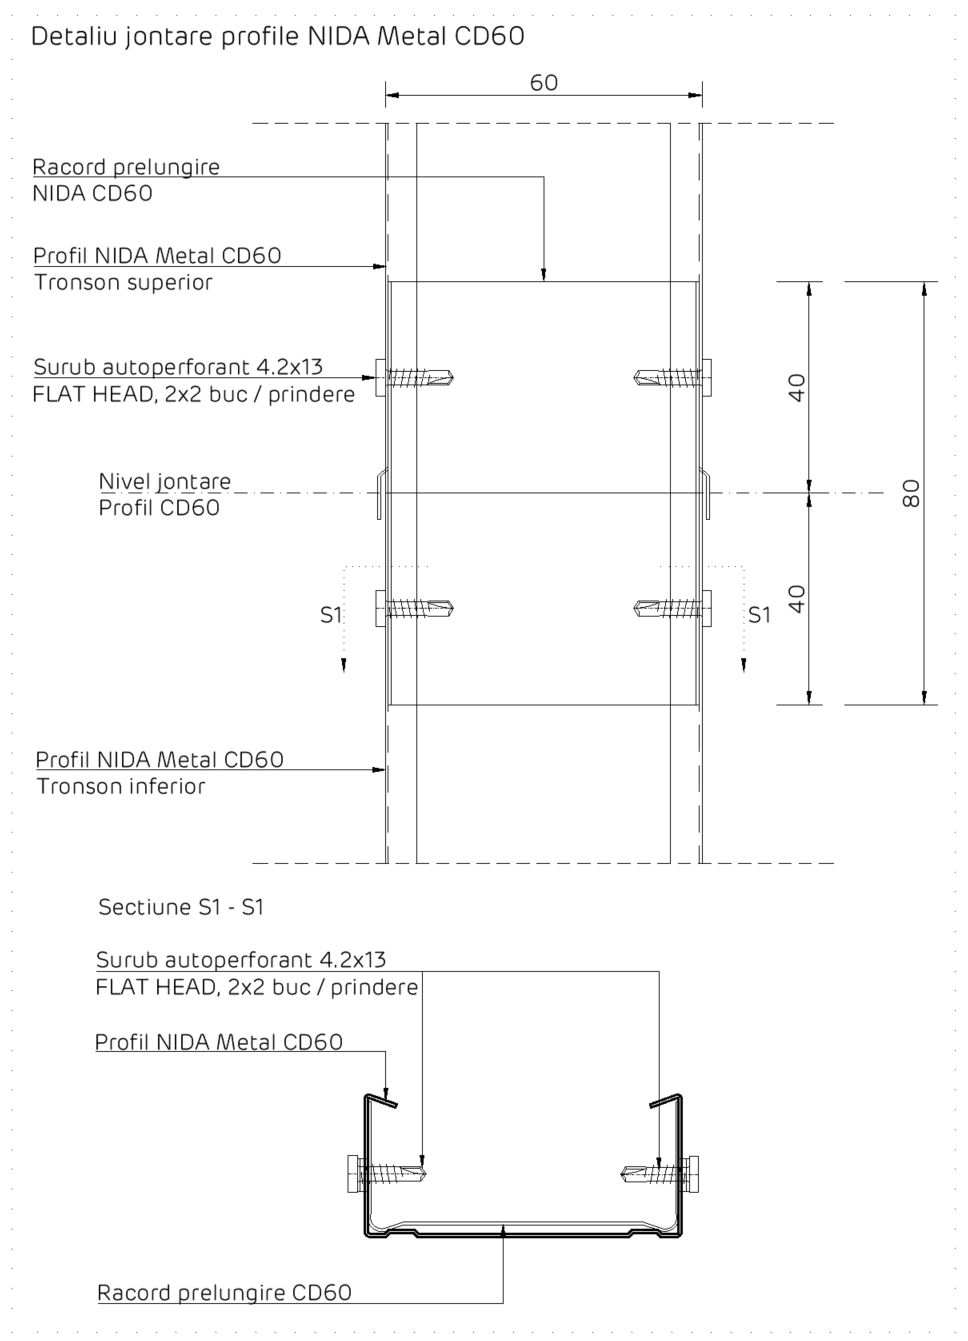 Detaliu jontare profile NIDA Metal CD60
60
Racord prelungire
NIDA CD60
Profil NIDA Metal CD60
Tronson superior
Surub autoperforant 4.2x13
FLAT HEAD, 2x2 buc / prindere
40
Nivel jontare
Profil CD60
80
40
S1
S1
Profil NIDA Metal CD60
Tronson inferior
Sectiune S1 - S1
Surub autoperforant 4.2x13
FLAT HEAD, 2x2 buc / prindere
Profil NIDA Metal CD60
Racord prelungire CD60